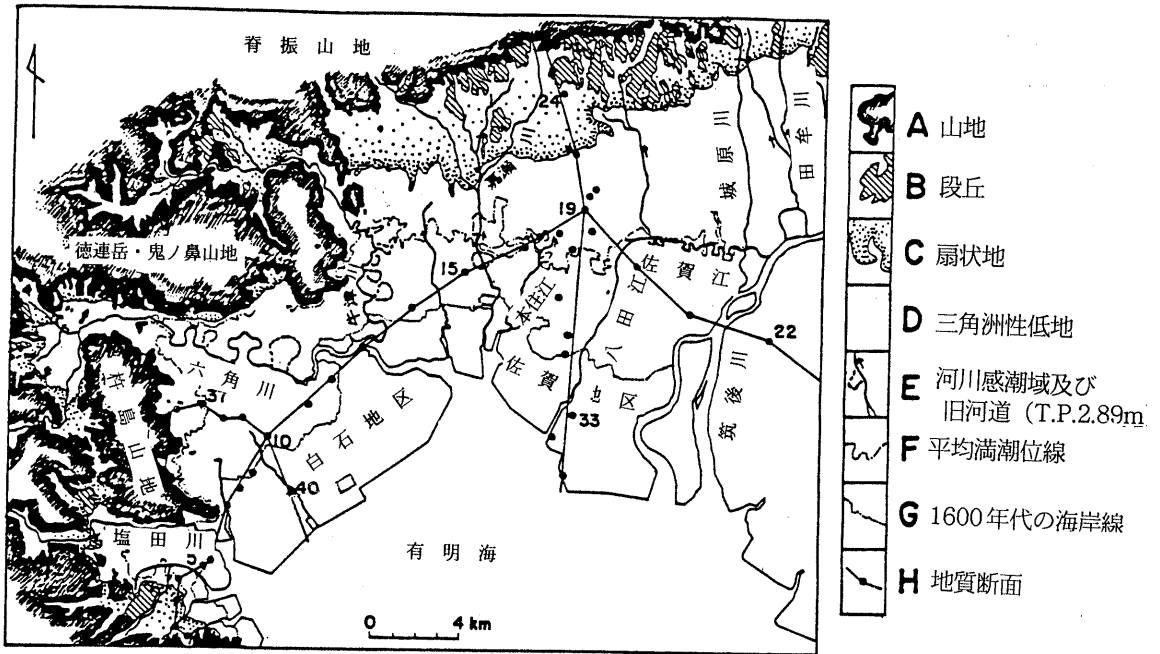 脊振山地
24
嘉瀬川
城原川
田手川
19
徳連岳・鬼ノ鼻山地
15
牛津川
本庄江
八田江
佐賀江
22
六角川
37
杵島山地
10
白石地区
佐賀地区
33
筑後川
40
塩田川
5
有明海
0 4 km
A 山地
B 段丘
C 扇状地
D 三角洲性低地
E 河川感潮域及び
旧河道（T.P.2.89m
F 平均満潮位線
G 1600年代の海岸線
H 地質断面